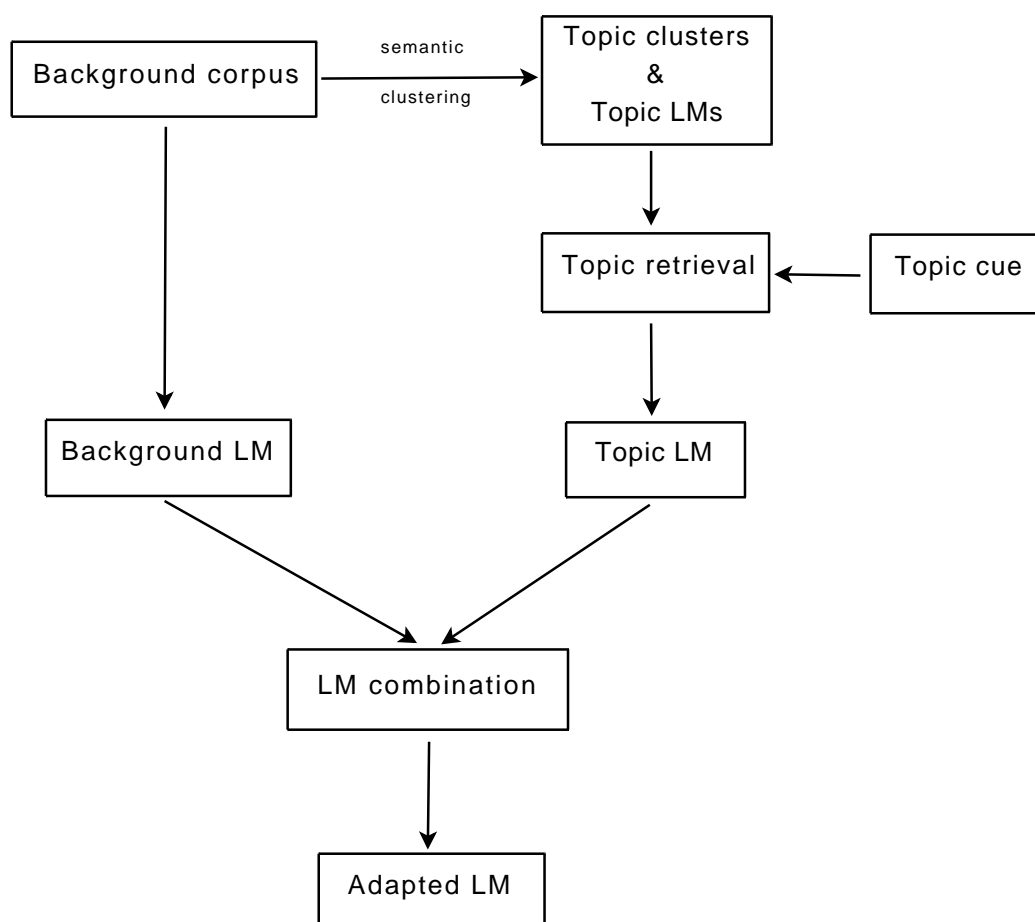 Background corpus
semantic
clustering
Topic clusters
&
Topic LMs
Topic retrieval
Topic cue
Background LM
Topic LM
LM combination
Adapted LM